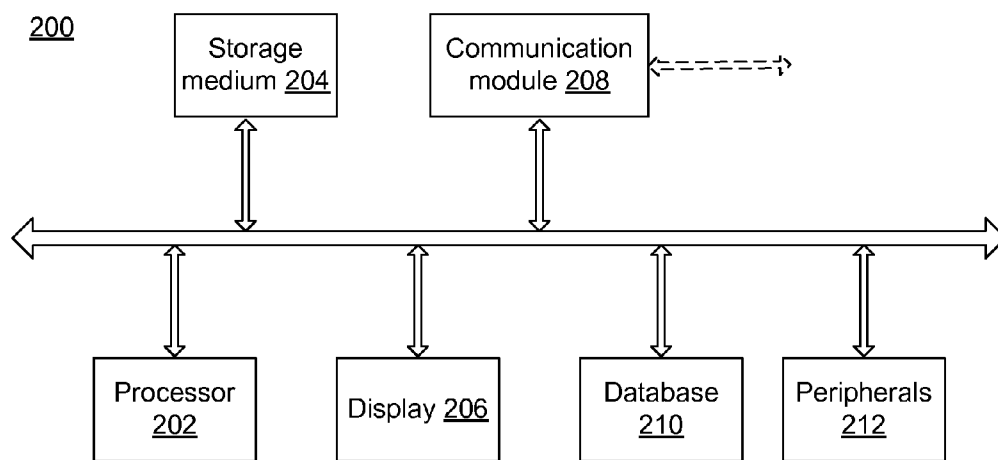 200
Storage
medium 204
Communication
module 208
Processor
202
Display 206
Database
210
Peripherals
212